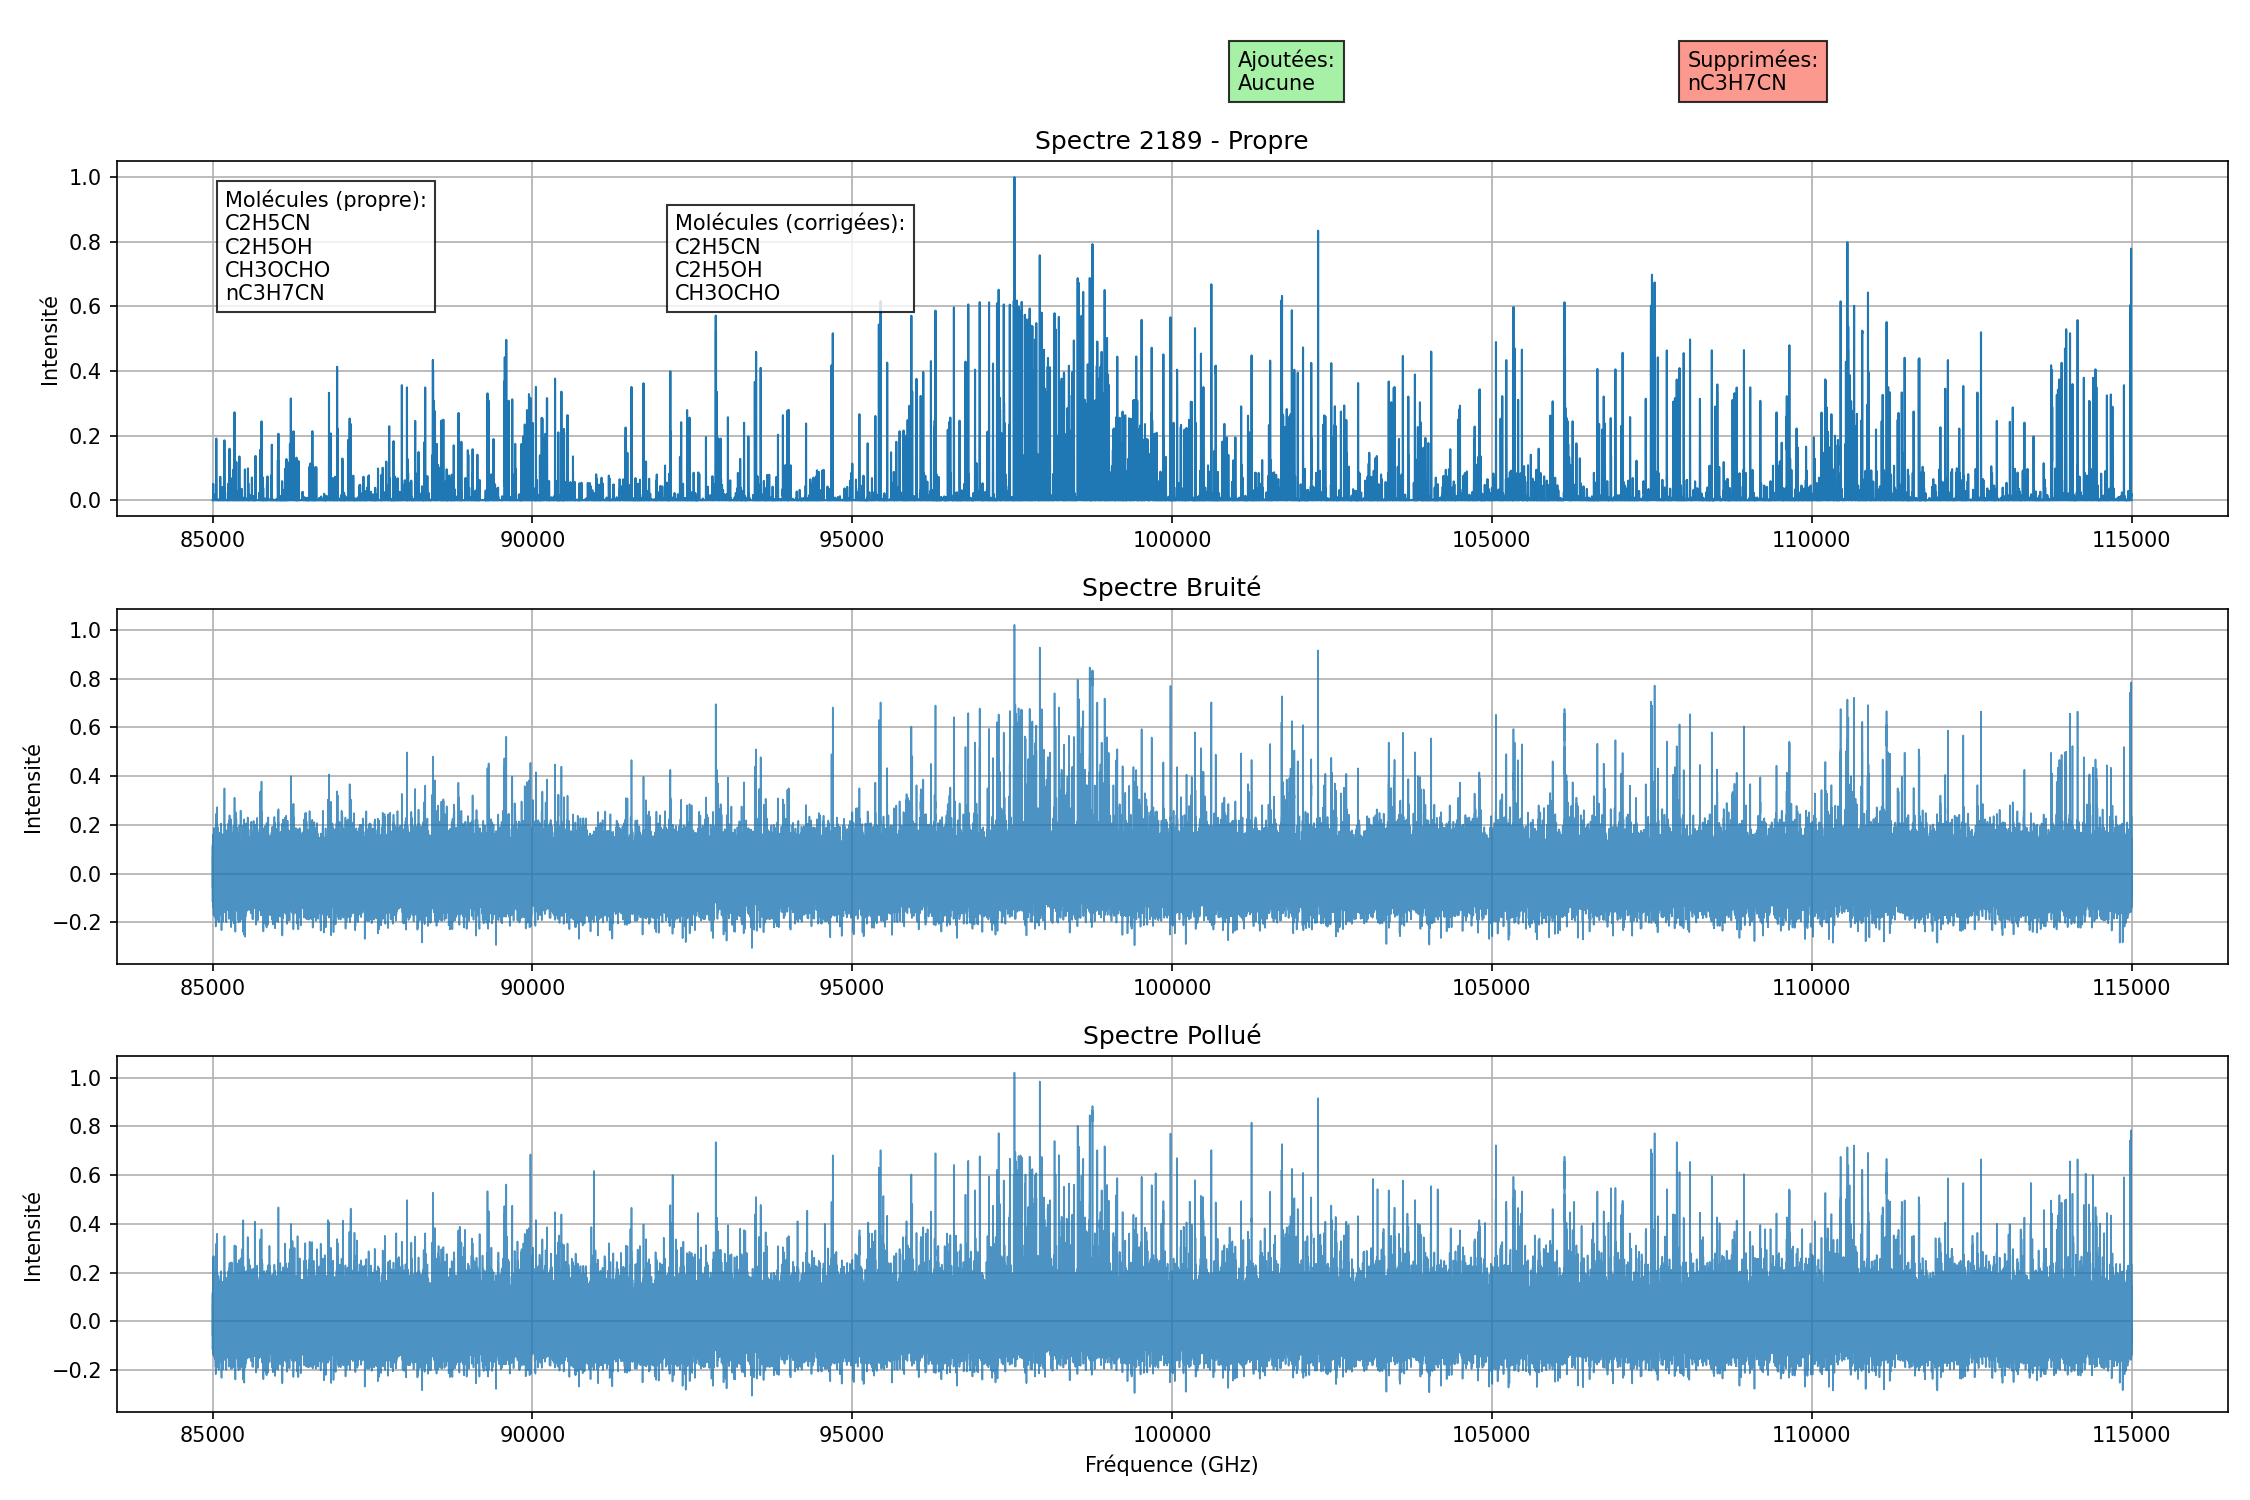 Ajoutées:
Aucune
Supprimées:
nC3H7CN
Spectre 2189 - Propre
Intensité
1.0
0.8
0.6
0.4
0.2
0.0
Molécules (propre):
C2H5CN
C2H5OH
CH3OCHO
nC3H7CN
Molécules (corrigées):
C2H5CN
C2H5OH
CH3OCHO
85000 90000 95000 100000 105000 110000 115000
Spectre Bruité
Intensité
1.0
0.8
0.6
0.4
0.2
0.0
−0.2
85000 90000 95000 100000 105000 110000 115000
Spectre Pollué
Intensité
1.0
0.8
0.6
0.4
0.2
0.0
−0.2
85000 90000 95000 100000 105000 110000 115000
Fréquence (GHz)